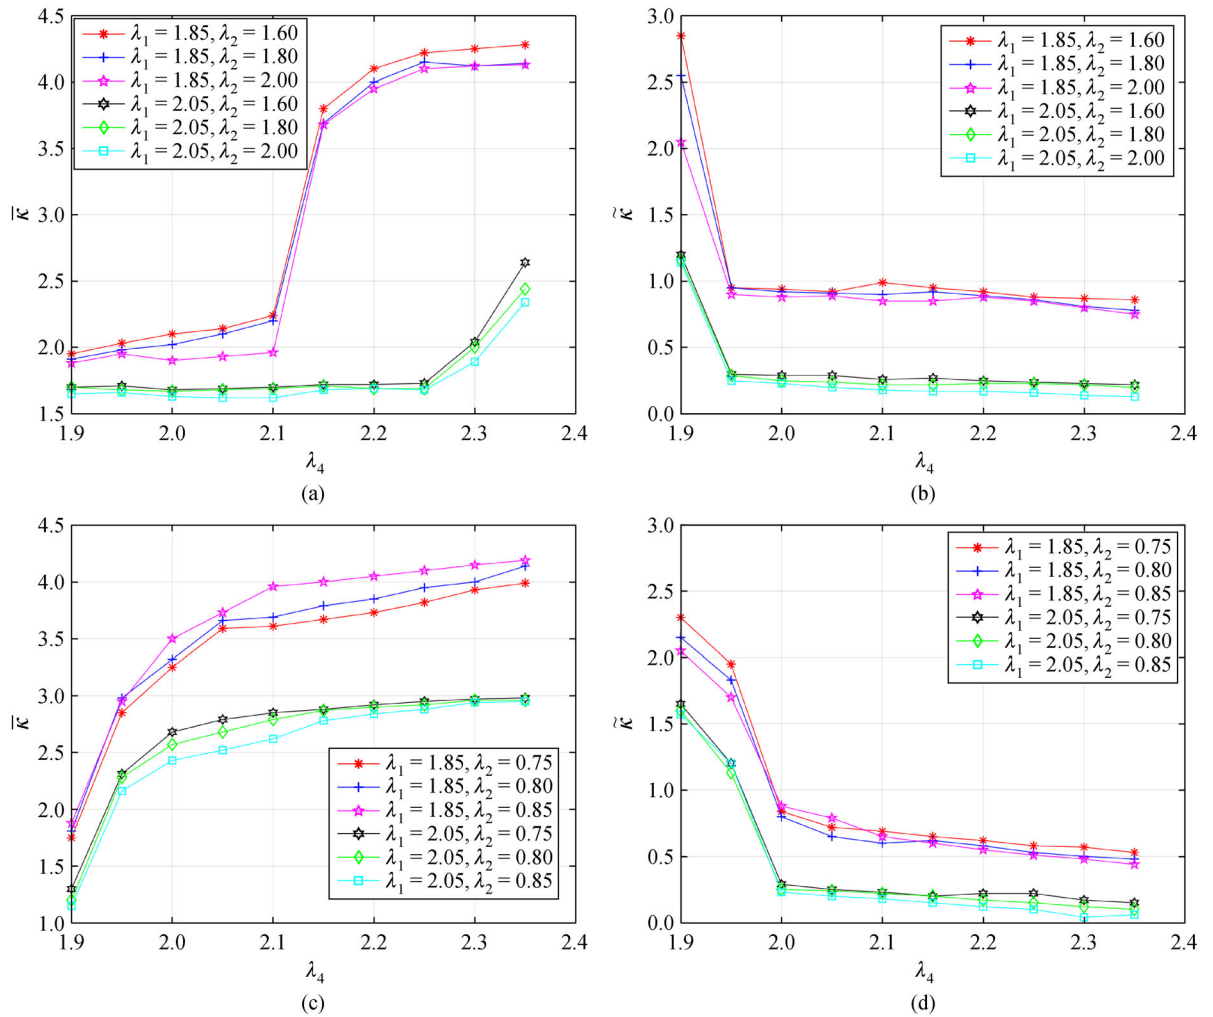 4.5
4.0
3.5
3.0
2.5
2.0
1.5
κ̅
λ₁ = 1.85, λ₂ = 1.60
λ₁ = 1.85, λ₂ = 1.80
λ₁ = 1.85, λ₂ = 2.00
λ₁ = 2.05, λ₂ = 1.60
λ₁ = 2.05, λ₂ = 1.80
λ₁ = 2.05, λ₂ = 2.00
1.9 2.0 2.1 2.2 2.3 2.4
λ₄
(a)
3.0
2.5
2.0
1.5
1.0
0.5
0.0
κ̃
λ₁ = 1.85, λ₂ = 1.60
λ₁ = 1.85, λ₂ = 1.80
λ₁ = 1.85, λ₂ = 2.00
λ₁ = 2.05, λ₂ = 1.60
λ₁ = 2.05, λ₂ = 1.80
λ₁ = 2.05, λ₂ = 2.00
1.9 2.0 2.1 2.2 2.3 2.4
λ₄
(b)
4.5
4.0
3.5
3.0
2.5
2.0
1.5
1.0
κ̅
λ₁ = 1.85, λ₂ = 0.75
λ₁ = 1.85, λ₂ = 0.80
λ₁ = 1.85, λ₂ = 0.85
λ₁ = 2.05, λ₂ = 0.75
λ₁ = 2.05, λ₂ = 0.80
λ₁ = 2.05, λ₂ = 0.85
1.9 2.0 2.1 2.2 2.3 2.4
λ₄
(c)
3.0
2.5
2.0
1.5
1.0
0.5
0.0
κ̃
λ₁ = 1.85, λ₂ = 0.75
λ₁ = 1.85, λ₂ = 0.80
λ₁ = 1.85, λ₂ = 0.85
λ₁ = 2.05, λ₂ = 0.75
λ₁ = 2.05, λ₂ = 0.80
λ₁ = 2.05, λ₂ = 0.85
1.9 2.0 2.1 2.2 2.3 2.4
λ₄
(d)